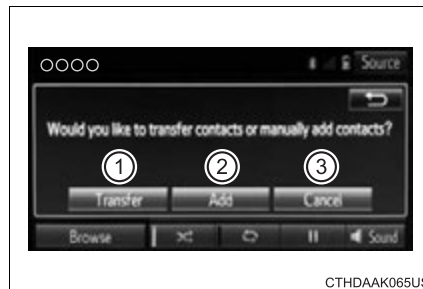 OOOO
Source
Would you like to transfer contacts or manually add contacts?
1 2 3
Transfer Add Cancel
Browse Sound
CTHDAAK065US